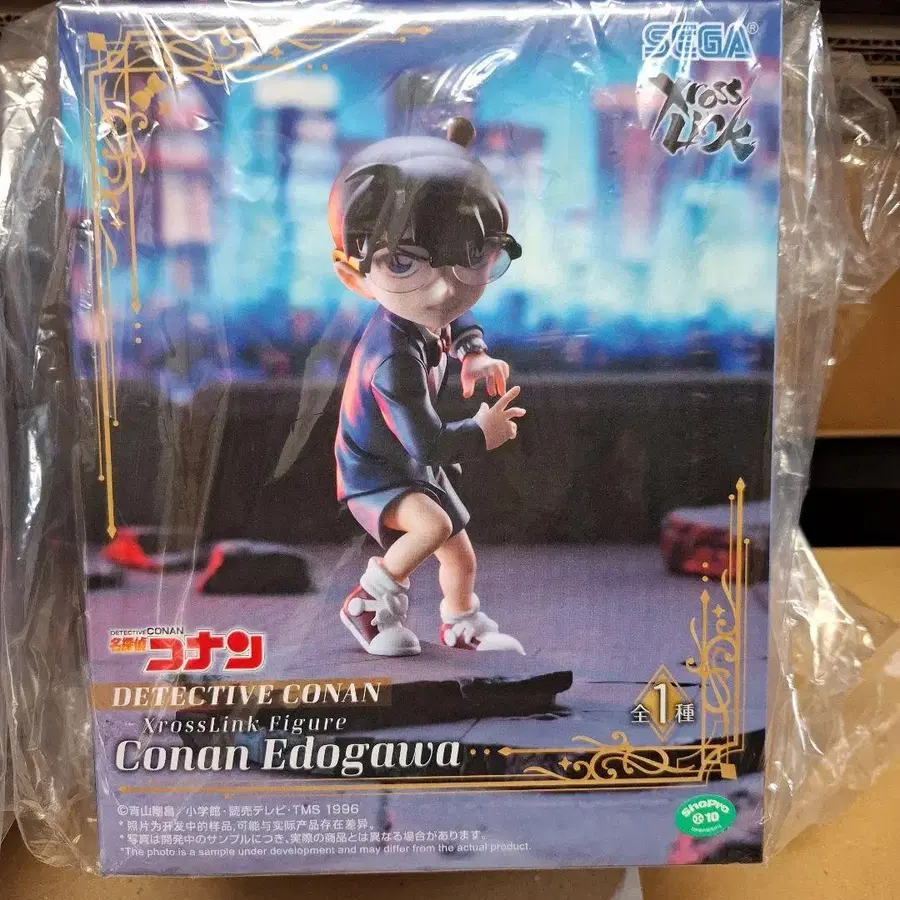 SEGA®
Xross
Link
DETECTIVE CONAN
名探偵
コナン
DETECTIVE CONAN
XrossLink Figure
Conan Edogawa
全1種
©青山剛昌/小学館・読売テレビ・TMS 1996
*照片为开发中的样品,可能与实际产品存在差异。
*写真は開発中のサンプルにつき、実際の商品とは異なる場合があります。
*The photo is a sample under development and may differ from the actual product.
ShoPro
10